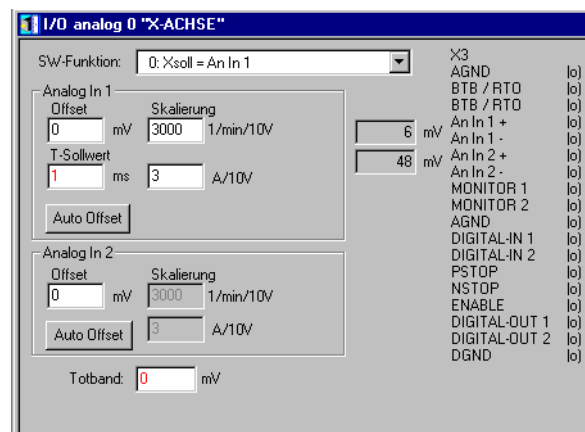 I/O analog 0 "X-ACHSE"
SW-Funktion: 0: Xsoll = An In 1
Analog In 1
Offset Skalierung
0 mV 3000 1/min/10V
T-Sollwert
1 ms 3 A/10V
Auto Offset
Analog In 2
Offset Skalierung
0 mV 3000 1/min/10V
Auto Offset 3 A/10V
Totband: 0 mV
6 mV
48 mV
X3
AGND |o)
BTB / RTO |o)
BTB / RTO |o)
An In 1 + |o)
An In 1 - |o)
An In 2 + |o)
An In 2 - |o)
MONITOR 1 |o)
MONITOR 2 |o)
AGND |o)
DIGITAL-IN 1 |o)
DIGITAL-IN 2 |o)
PSTOP |o)
NSTOP |o)
ENABLE |o)
DIGITAL-OUT 1 |o)
DIGITAL-OUT 2 |o)
DGND |o)